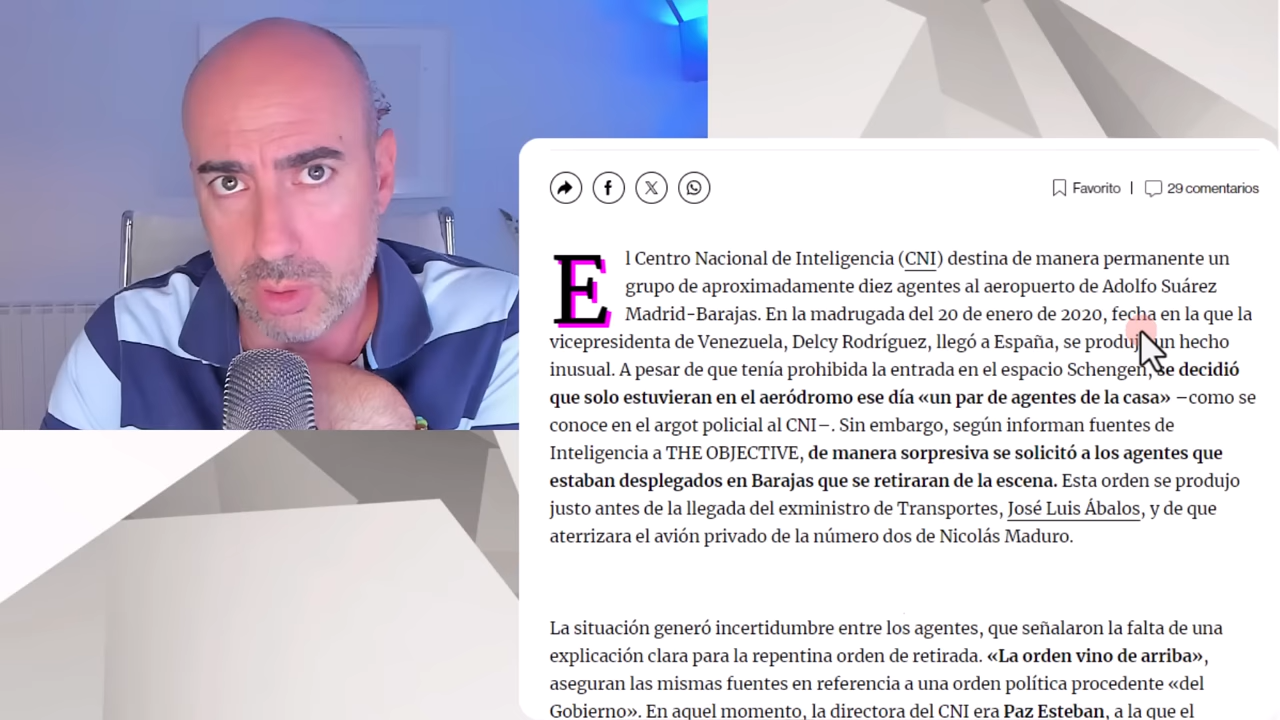 Favorito | 29 comentarios
El Centro Nacional de Inteligencia (CNI) destina de manera permanente un
grupo de aproximadamente diez agentes al aeropuerto de Adolfo Suárez
Madrid-Barajas. En la madrugada del 20 de enero de 2020, fecha en la que la
vicepresidenta de Venezuela, Delcy Rodríguez, llegó a España, se produjo un hecho
inusual. A pesar de que tenía prohibida la entrada en el espacio Schengen, se decidió
que solo estuvieran en el aeródromo ese día «un par de agentes de la casa» –como se
conoce en el argot policial al CNI–. Sin embargo, según informan fuentes de
Inteligencia a THE OBJECTIVE, de manera sorpresiva se solicitó a los agentes que
estaban desplegados en Barajas que se retiraran de la escena. Esta orden se produjo
justo antes de la llegada del exministro de Transportes, José Luis Ábalos, y de que
aterrizara el avión privado de la número dos de Nicolás Maduro.
La situación generó incertidumbre entre los agentes, que señalaron la falta de una
explicación clara para la repentina orden de retirada. «La orden vino de arriba»,
aseguran las mismas fuentes en referencia a una orden política procedente «del
Gobierno». En aquel momento, la directora del CNI era Paz Esteban, a la que el